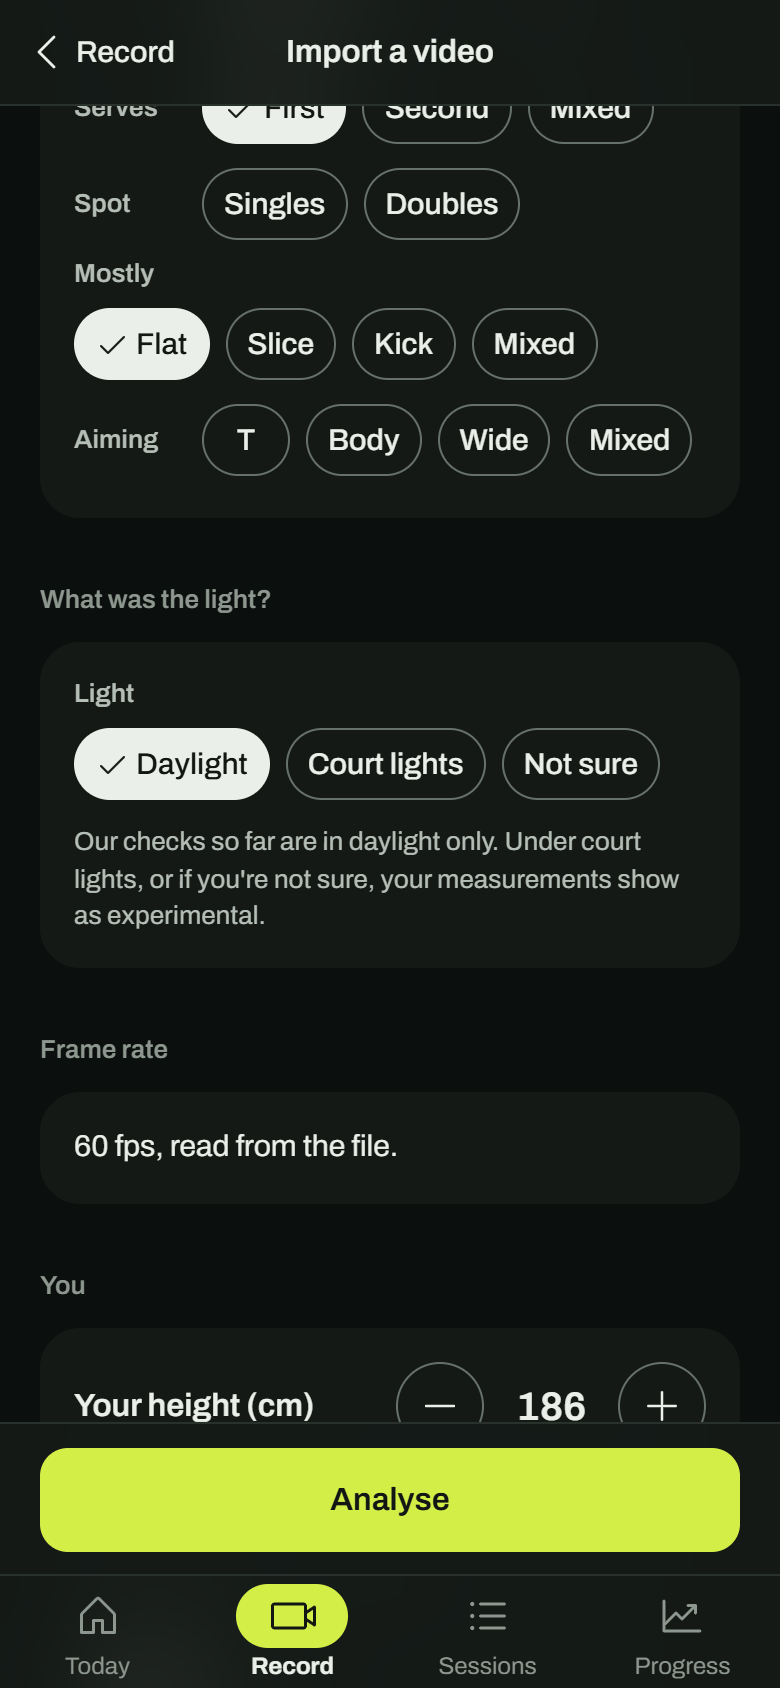 Record
Import a video
Serves
First
Second
Mixed
Spot
Singles
Doubles
Mostly
Flat
Slice
Kick
Mixed
Aiming
T
Body
Wide
Mixed
What was the light?
Light
Daylight
Court lights
Not sure
Our checks so far are in daylight only. Under court
lights, or if you're not sure, your measurements show
as experimental.
Frame rate
60 fps, read from the file.
You
Your height (cm)
186
Analyse
Today
Record
Sessions
Progress